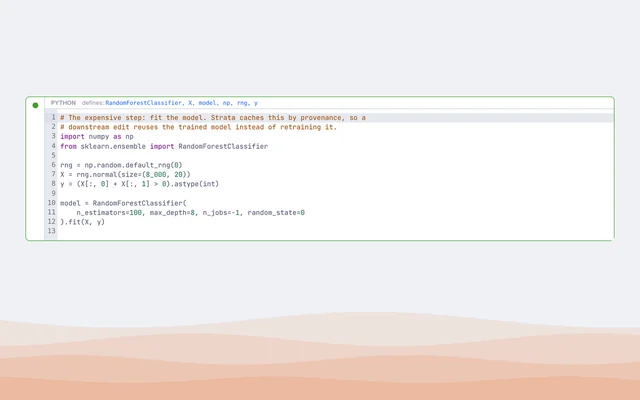 PYTHON defines: RandomForestClassifier, X, model, np, rng, y
1 # The expensive step: fit the model. Strata caches this by provenance, so a
2 # downstream edit reuses the trained model instead of retraining it.
3 import numpy as np
4 from sklearn.ensemble import RandomForestClassifier
5
6 rng = np.random.default_rng(0)
7 X = rng.normal(size=(8_000, 20))
8 y = (X[:, 0] + X[:, 1] > 0).astype(int)
9
10 model = RandomForestClassifier(
11 n_estimators=100, max_depth=8, n_jobs=-1, random_state=0
12 ).fit(X, y)
13